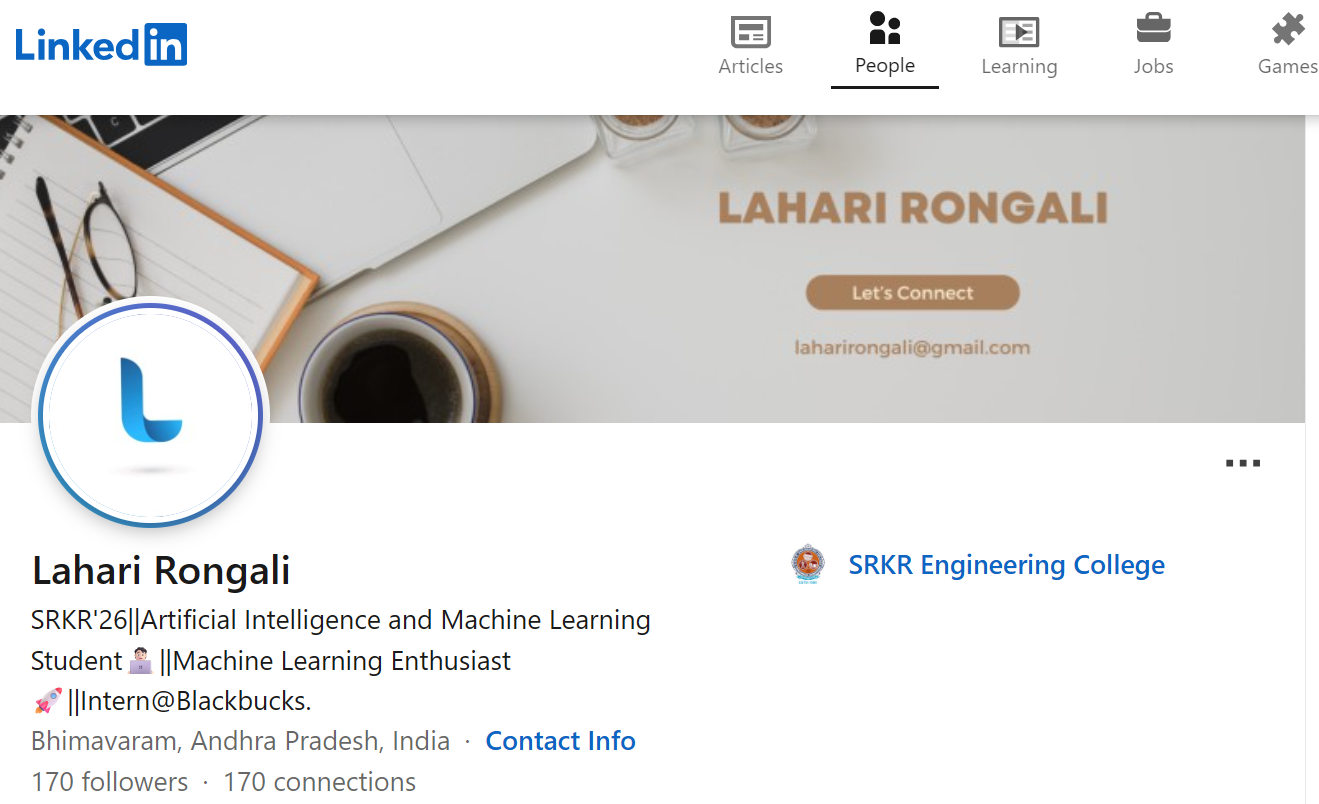 Linkedin
Articles
People
Learning
Jobs
Games
LAHARI RONGALI
Let's Connect
laharirongali@gmail.com
Lahari Rongali
SRKR Engineering College
SRKR'26||Artificial Intelligence and Machine Learning
Student 🧑🏻‍💻 ||Machine Learning Enthusiast
🚀 ||Intern@Blackbucks.
Bhimavaram, Andhra Pradesh, India · Contact Info
170 followers · 170 connections